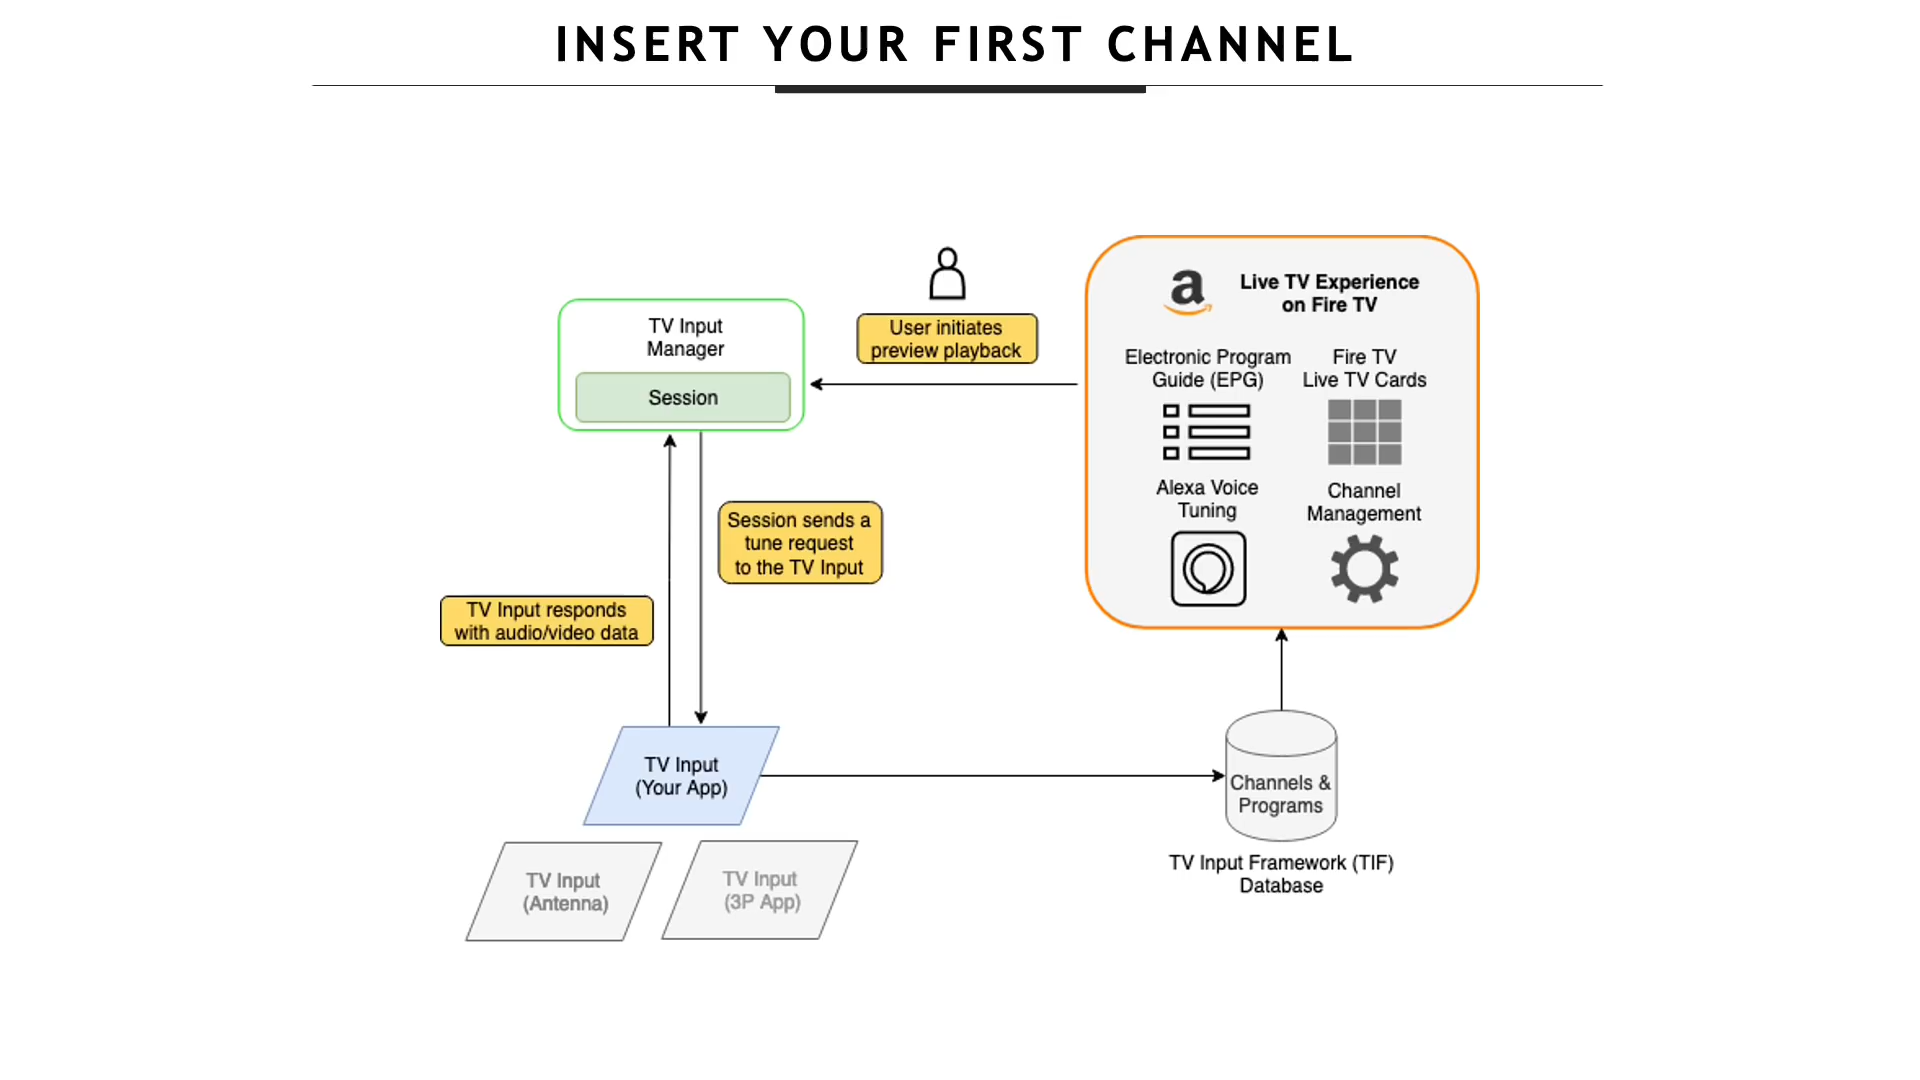 INSERT YOUR FIRST CHANNEL
TV Input
Manager
Session
User initiates
preview playback
a
Live TV Experience
on Fire TV
Electronic Program
Guide (EPG)
Fire TV
Live TV Cards
Alexa Voice
Tuning
Channel
Management
Session sends a
tune request
to the TV Input
TV Input responds
with audio/video data
TV Input
(Your App)
Channels &
Programs
TV Input Framework (TIF)
Database
TV Input
(Antenna)
TV Input
(3P App)